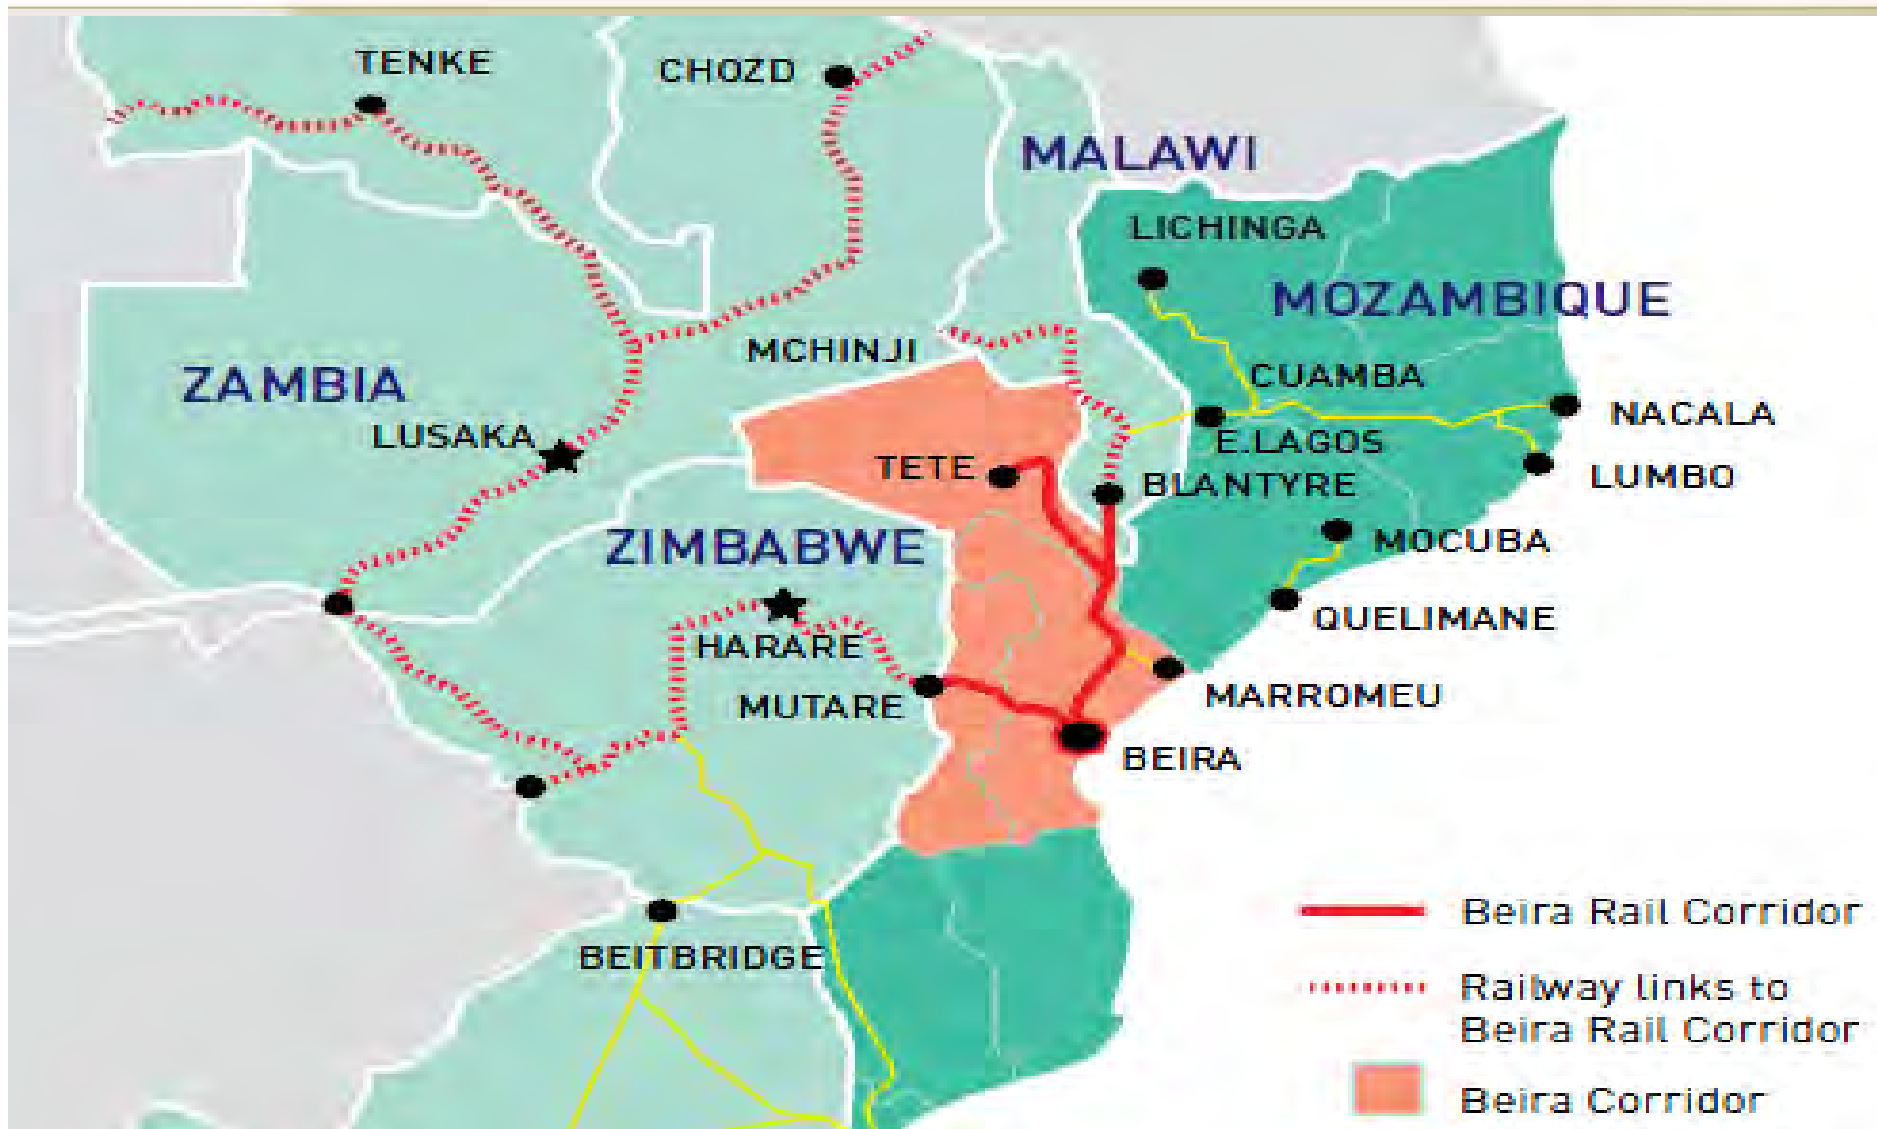 TENKE
CHOZD
MALAWI
LICHINGA
MOZAMBIQUE
MCHINJI
ZAMBIA
CUAMBA
NACALA
LUSAKA
E.LAGOS
TETE
BLANTYRE
LUMBO
ZIMBABWE
MOCUBA
QUELIMANE
HARARE
MUTARE
MARROMEU
BEIRA
BEITBRIDGE
Beira Rail Corridor
Railway links to
Beira Rail Corridor
Beira Corridor